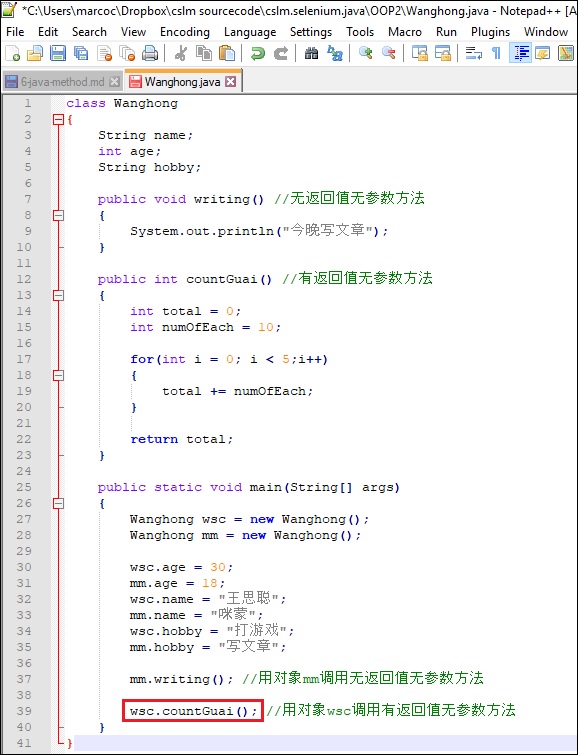 *C:\Users\marcoc\Dropbox\cslm.sourcecode\cslm.selenium.java\OOP2\Wanghong.java - Notepad++ [A
File Edit Search View Encoding Language Settings Tools Macro Run Plugins Window
6-java-method.md Wanghong.java
1 class Wanghong
2 {
3 String name;
4 int age;
5 String hobby;
6
7 public void writing() //无返回值无参数方法
8 {
9 System.out.println("今晚写文章");
10 }
11
12 public int countGuai() //有返回值无参数方法
13 {
14 int total = 0;
15 int numOfEach = 10;
16
17 for(int i = 0; i < 5;i++)
18 {
19 total += numOfEach;
20 }
21
22 return total;
23 }
24
25 public static void main(String[] args)
26 {
27 Wanghong wsc = new Wanghong();
28 Wanghong mm = new Wanghong();
29
30 wsc.age = 30;
31 mm.age = 18;
32 wsc.name = "王思聪";
33 mm.name = "咪蒙";
34 wsc.hobby = "打游戏";
35 mm.hobby = "写文章";
36
37 mm.writing(); //用对象mm调用无返回值无参数方法
38
39 wsc.countGuai(); //用对象wsc调用有返回值无参数方法
40 }
41 }